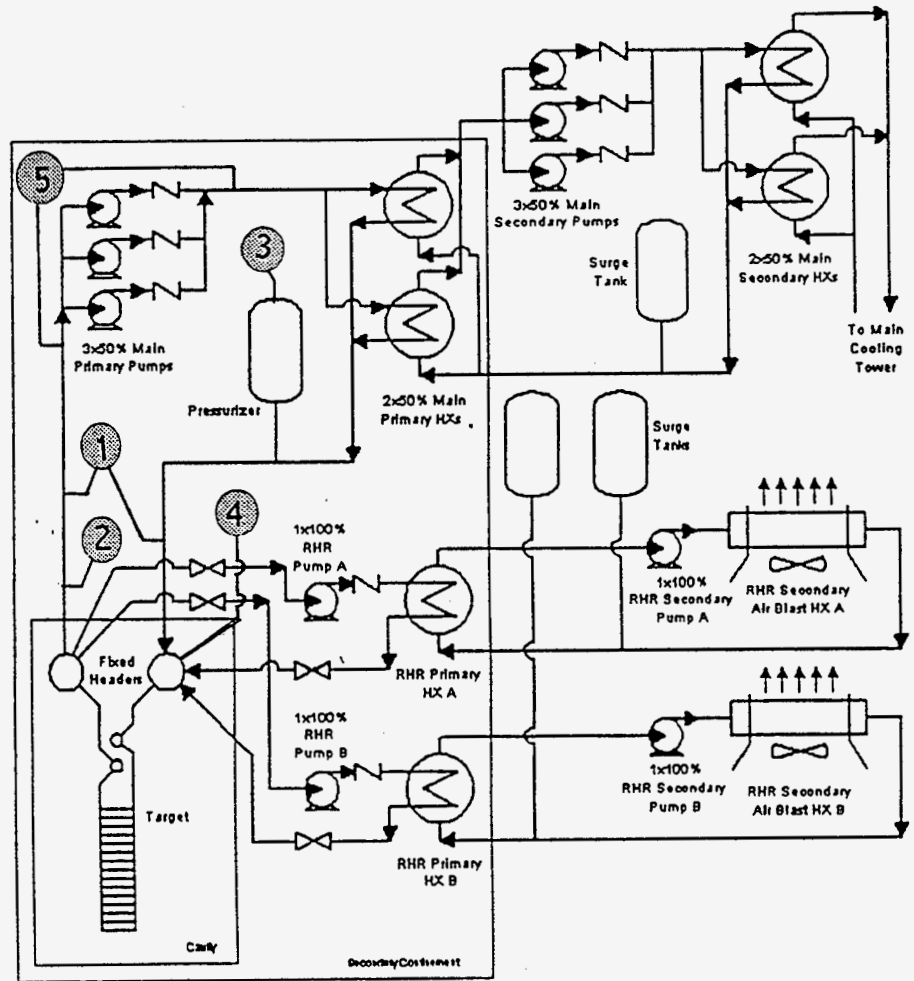 3x50% Main
Secondary Pumps
2x50% Main
Secondary HXs
To Main
Cooling
Tower
Surge
Tank
5
3x50% Main
Primary Pumps
3
Pressurizer
2x50% Main
Primary HXs
1
2
4
Surge
Tanks
1x100%
RHR
Pump A
1x100%
RHR Secondary
Pump A
RHR Secondary
Air Blast HX A
RHR Primary
HX A
Fixed
Headers
1x100%
RHR
Pump B
1x100%
RHR Secondary
Pump B
RHR Secondary
Air Blast HX B
RHR Primary
HX B
Target
Cavity
Secondary Confinement